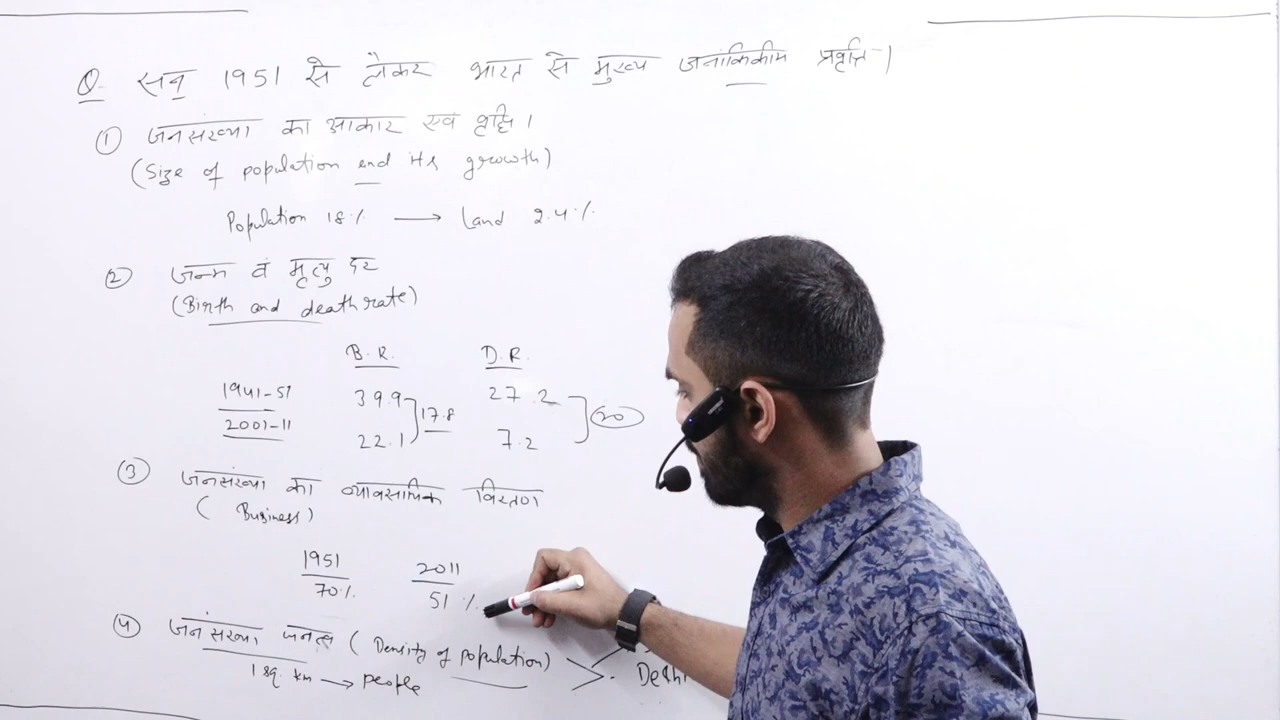 Q. सन् 1951 से लेकर भारत से मुख्य जनांकिकीय प्रवृत्ति।
① जनसंख्या का आकार एवं वृद्धि।
(Size of population and its growth)
Population 18% → Land 2.4%
② जन्म व मृत्यु दर
(Birth and death rate)
B.R. D.R.
1941-51 39.9 27.2
17.8 20
2001-11 22.1 7.2
③ जनसंख्या का व्यावसायिक वितरण
(Business)
1951 2011
70% 51%
④ जनसंख्या घनत्व (Density of population)
1 sq. km → people Delhi